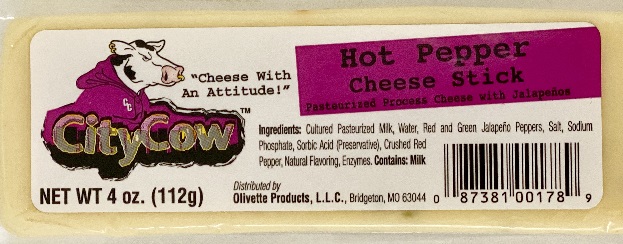 "Cheese With
An Attitude!"
CC
CityCow™
NET WT 4 oz. (112g)
Hot Pepper
Cheese Stick
Pasteurized Process Cheese with Jalapeños
Ingredients: Cultured Pasteurized Milk, Water, Red and Green Jalapeño Peppers, Salt, Sodium
Phosphate, Sorbic Acid (Preservative), Crushed Red
Pepper, Natural Flavoring, Enzymes. Contains: Milk
Distributed by
Olivette Products, L.L.C., Bridgeton, MO 63044
0 87381 00178 9